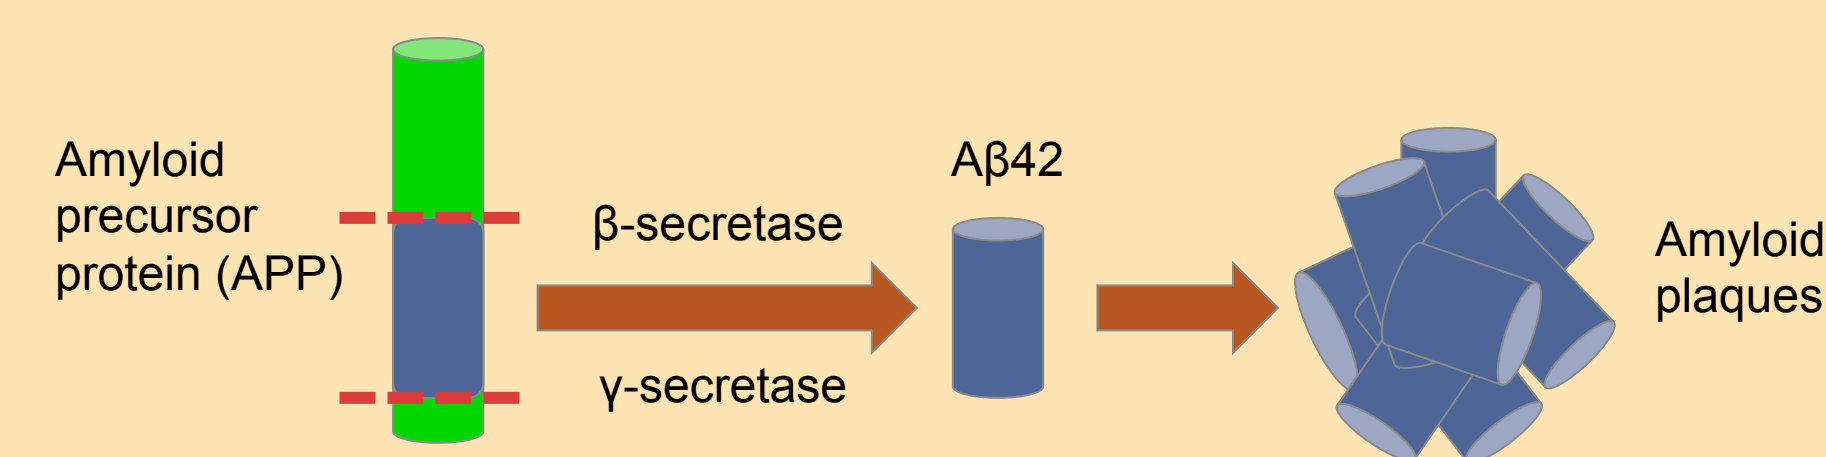 Amyloid
precursor
protein (APP)
β-secretase
γ-secretase
Aβ42
Amyloid
plaques